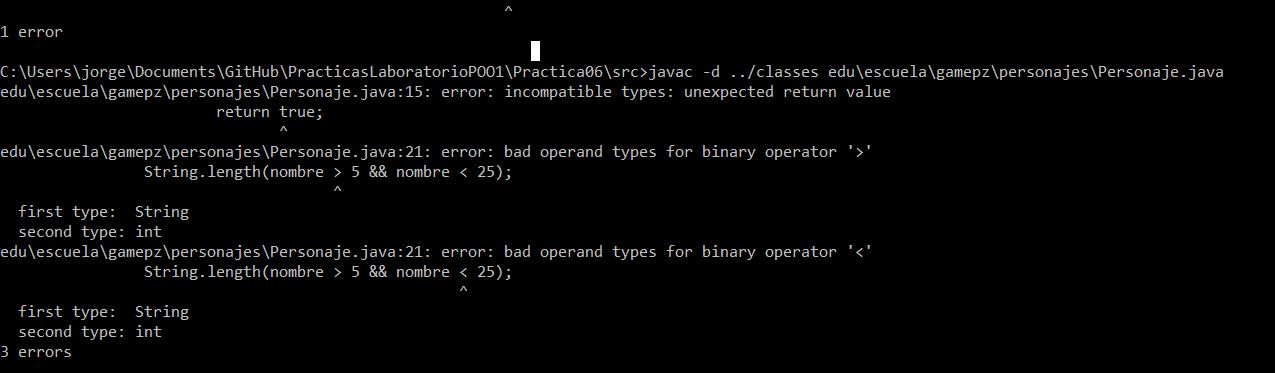 ^
1 error
C:\Users\jorge\Documents\GitHub\PracticasLaboratorioPOO1\Practica06\src>javac -d ../classes edu\escuela\gamepz\personajes\Personaje.java
edu\escuela\gamepz\personajes\Personaje.java:15: error: incompatible types: unexpected return value
return true;
^
edu\escuela\gamepz\personajes\Personaje.java:21: error: bad operand types for binary operator '>'
String.length(nombre > 5 && nombre < 25);
^
first type:  String
second type: int
edu\escuela\gamepz\personajes\Personaje.java:21: error: bad operand types for binary operator '<'
String.length(nombre > 5 && nombre < 25);
^
first type:  String
second type: int
3 errors